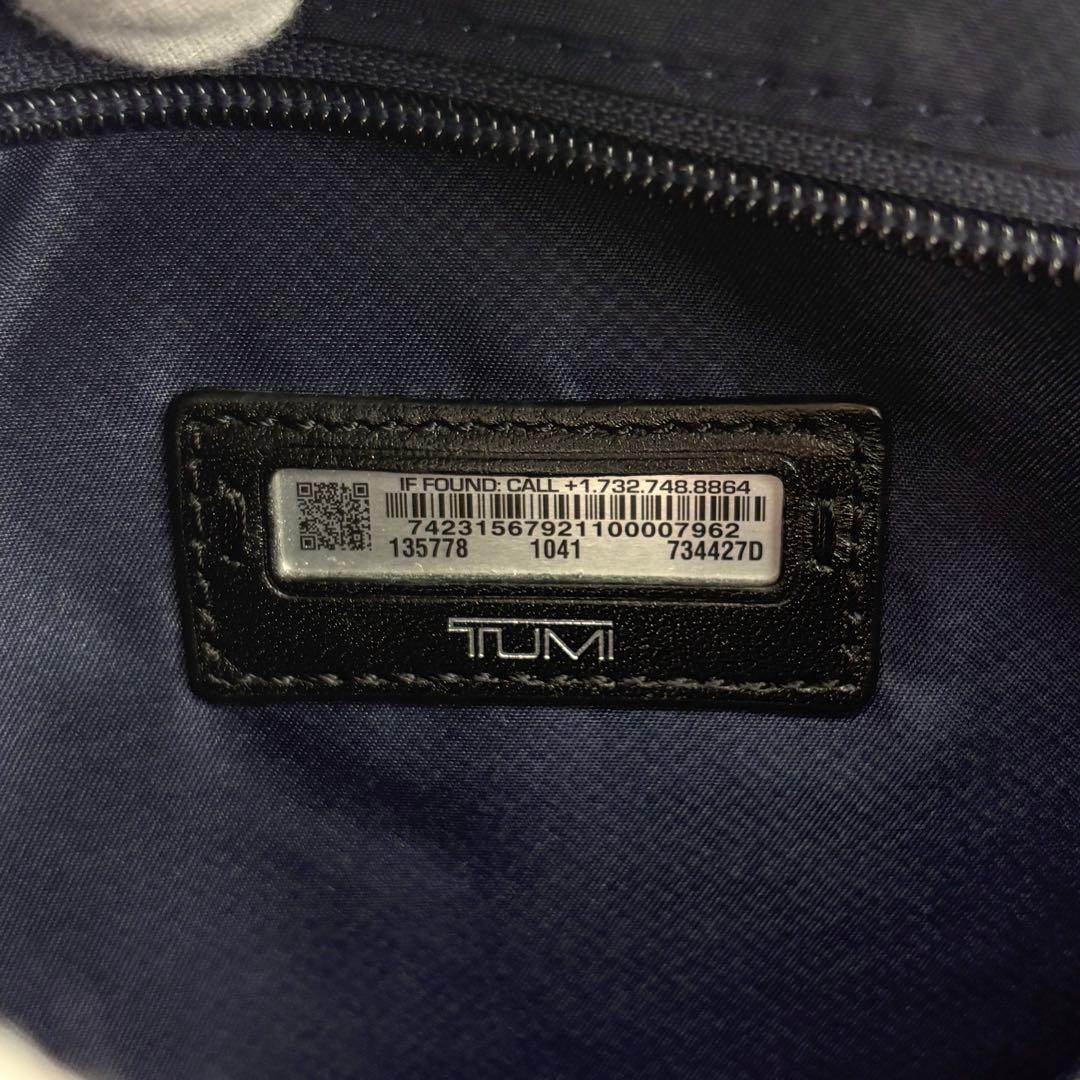 IF FOUND: CALL +1.732.748.8864
74231567921100007962
135778 1041 734427D
TUMI